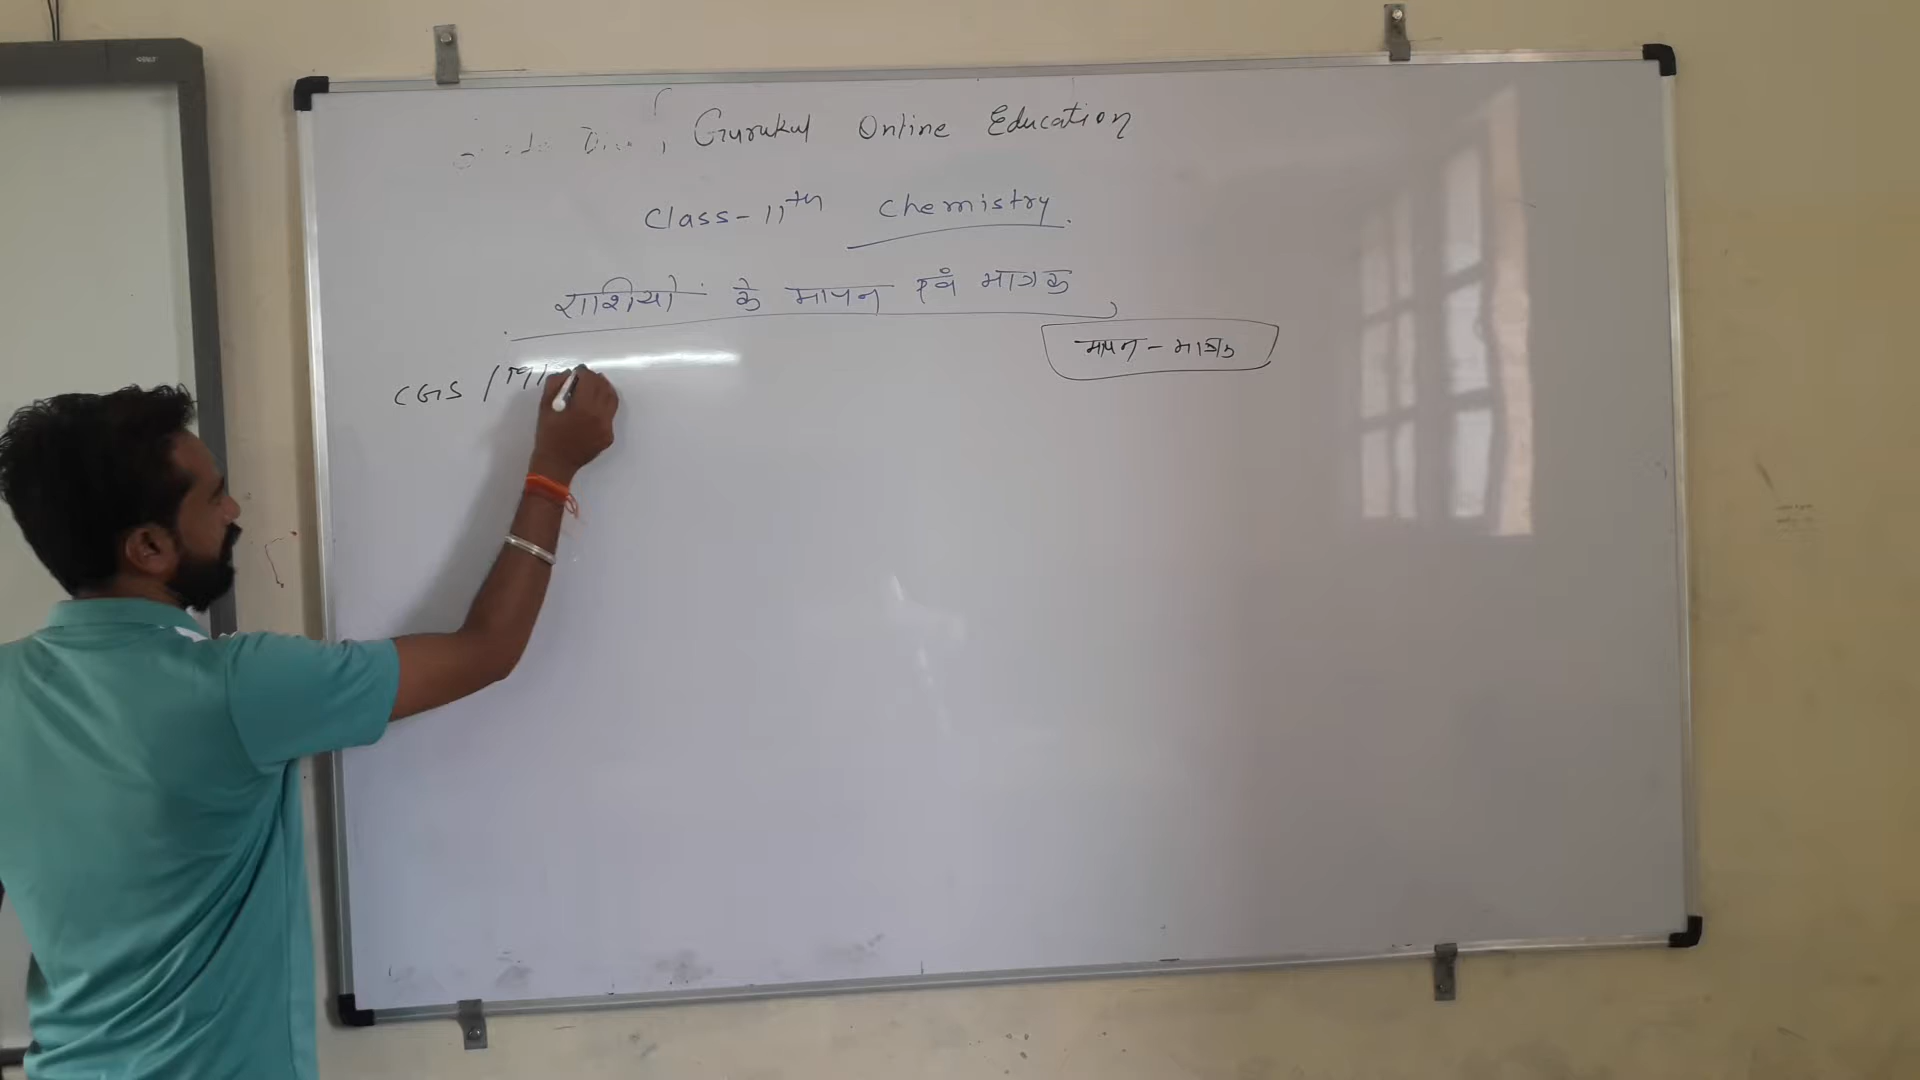 Gurukul Online Education
Class-11th Chemistry.
राशियो के मापन एवं मात्रक
मापन - मात्रक
CGS /